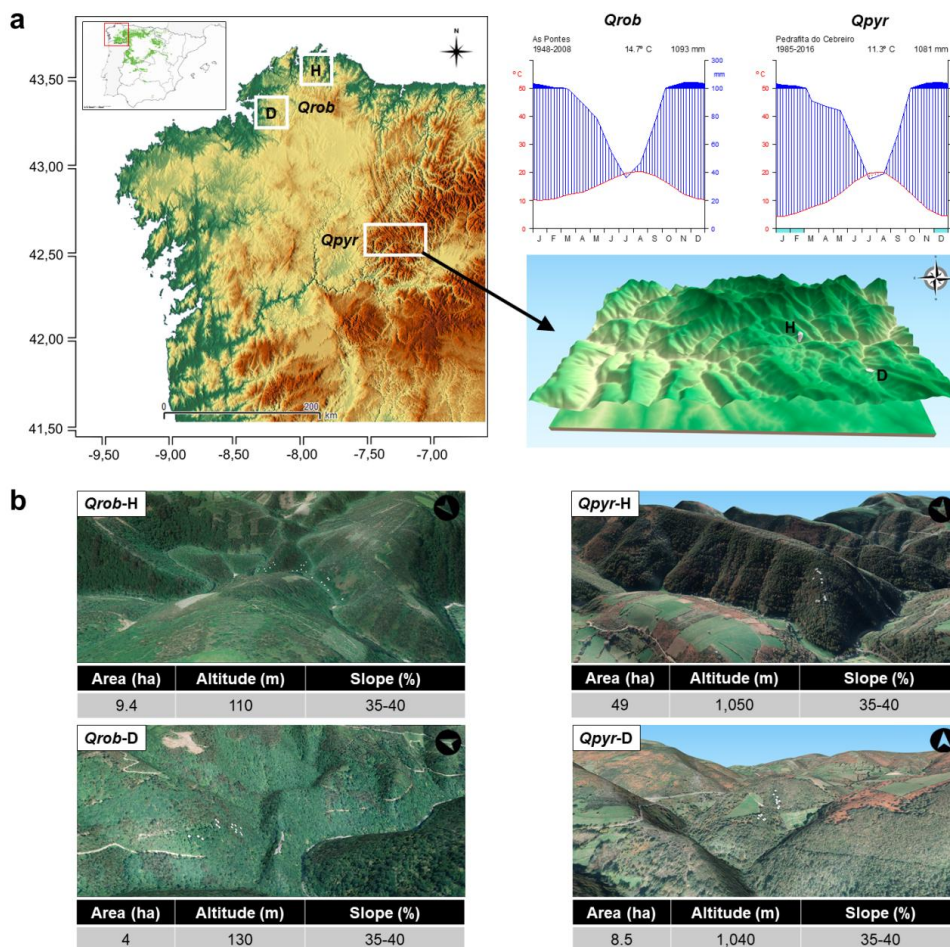 a
N
43,50
43,00
42,50
42,00
41,50
-9,50 -9,00 -8,50 -8,00 -7,50 -7,00
H
D
Qrob
Qpyr
0 200
km
Qrob
As Pontes
1948-2008 14.7º C 1093 mm
ºC
300
mm
50 100
40 80
30 60
20 40
10 20
0 0
J F M A M J J A S O N D
Qpyr
Pedrafita do Cebreiro
1985-2016 11.3º C 1081 mm
ºC
50
40
30
20
10
0
J F M A M J J A S O N D
H
D
b
Qrob-H
Area (ha) Altitude (m) Slope (%)
9.4 110 35-40
Qpyr-H
Area (ha) Altitude (m) Slope (%)
49 1,050 35-40
Qrob-D
Area (ha) Altitude (m) Slope (%)
4 130 35-40
Qpyr-D
Area (ha) Altitude (m) Slope (%)
8.5 1,040 35-40